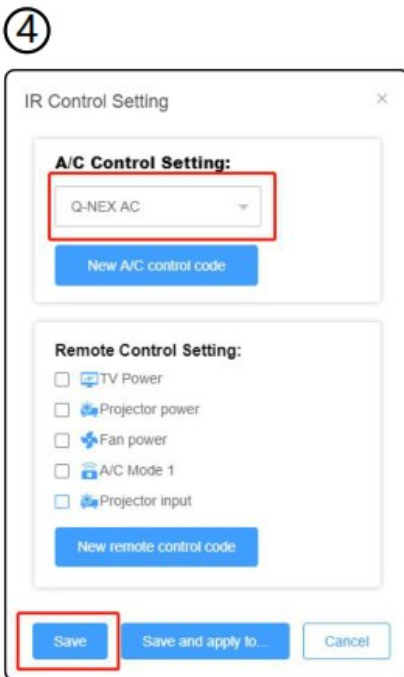 ④
IR Control Setting ×
A/C Control Setting:
Q-NEX AC
New A/C control code
Remote Control Setting:
TV Power
Projector power
Fan power
A/C Mode 1
Projector input
New remote control code
Save Save and apply to... Cancel